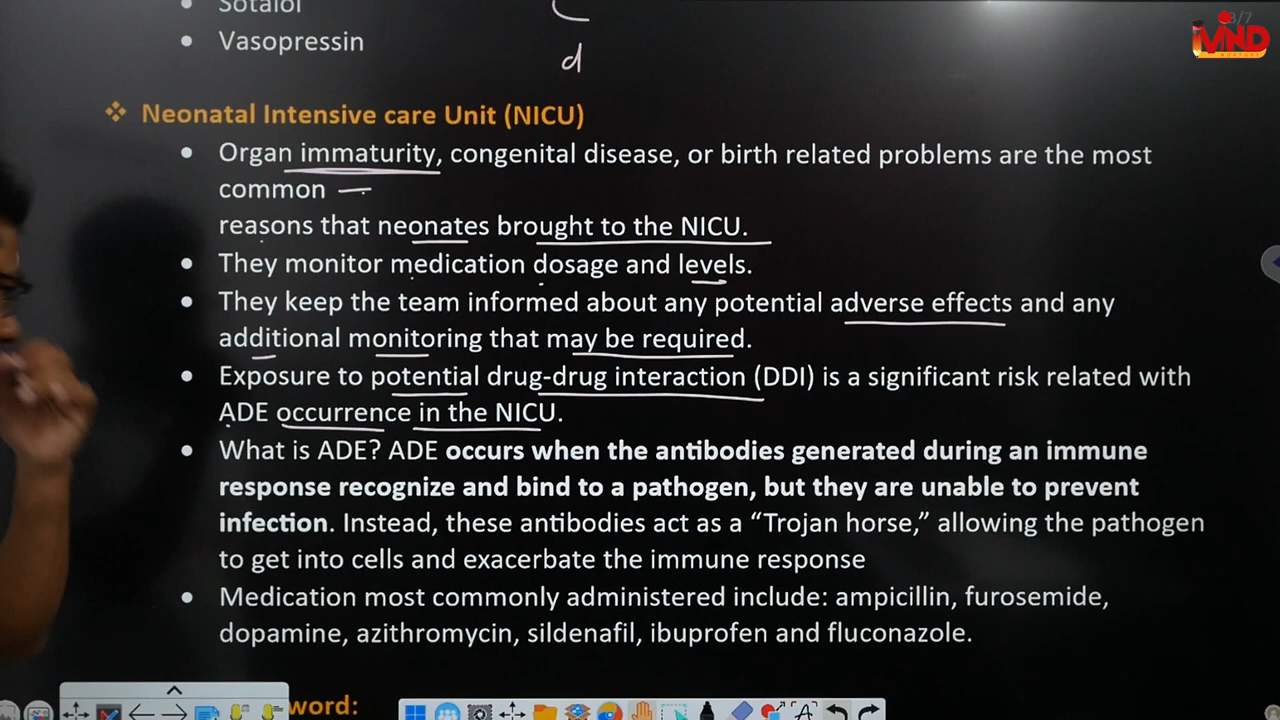 Sotalol
Vasopressin
d
3/7
MIND
Neonatal Intensive care Unit (NICU)
Organ immaturity, congenital disease, or birth related problems are the most
common
reasons that neonates brought to the NICU.
They monitor medication dosage and levels.
They keep the team informed about any potential adverse effects and any
additional monitoring that may be required.
Exposure to potential drug-drug interaction (DDI) is a significant risk related with
ADE occurrence in the NICU.
What is ADE? ADE occurs when the antibodies generated during an immune
response recognize and bind to a pathogen, but they are unable to prevent
infection. Instead, these antibodies act as a “Trojan horse,” allowing the pathogen
to get into cells and exacerbate the immune response
Medication most commonly administered include: ampicillin, furosemide,
dopamine, azithromycin, sildenafil, ibuprofen and fluconazole.
word: